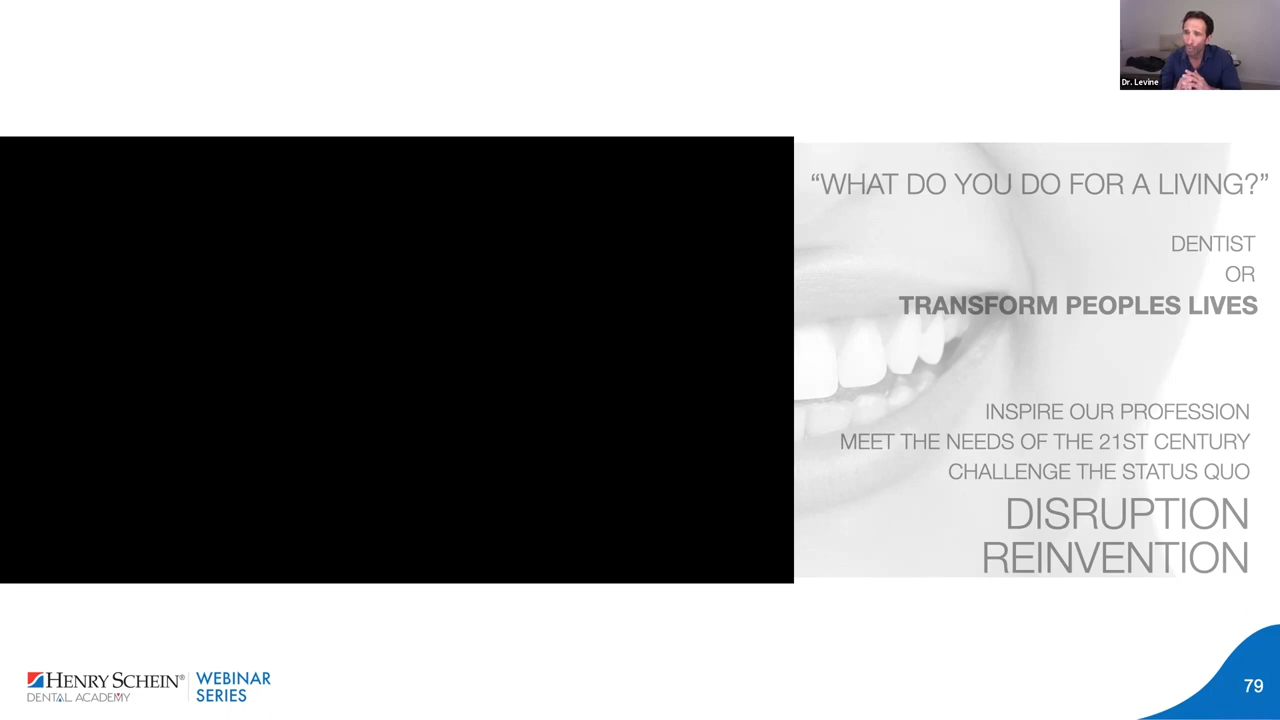 Dr. Levine
“WHAT DO YOU DO FOR A LIVING?”
DENTIST
OR
TRANSFORM PEOPLES LIVES
INSPIRE OUR PROFESSION
MEET THE NEEDS OF THE 21ST CENTURY
CHALLENGE THE STATUS QUO
DISRUPTION
REINVENTION
HENRY SCHEIN®
DENTAL ACADEMY
WEBINAR
SERIES
79